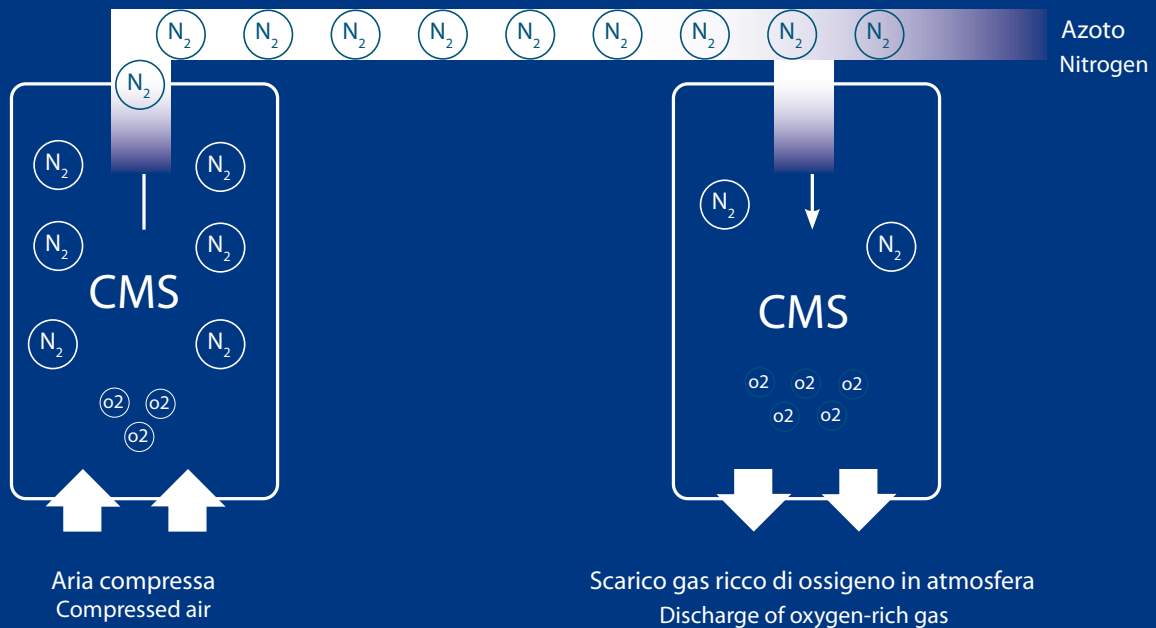 N2 N2 N2 N2 N2 N2 N2 N2 N2
Azoto
Nitrogen
N2
N2 N2
N2 N2
CMS
N2 N2
o2 o2
o2
Aria compressa
Compressed air
N2
N2
CMS
o2 o2 o2
o2 o2
Scarico gas ricco di ossigeno in atmosfera
Discharge of oxygen-rich gas